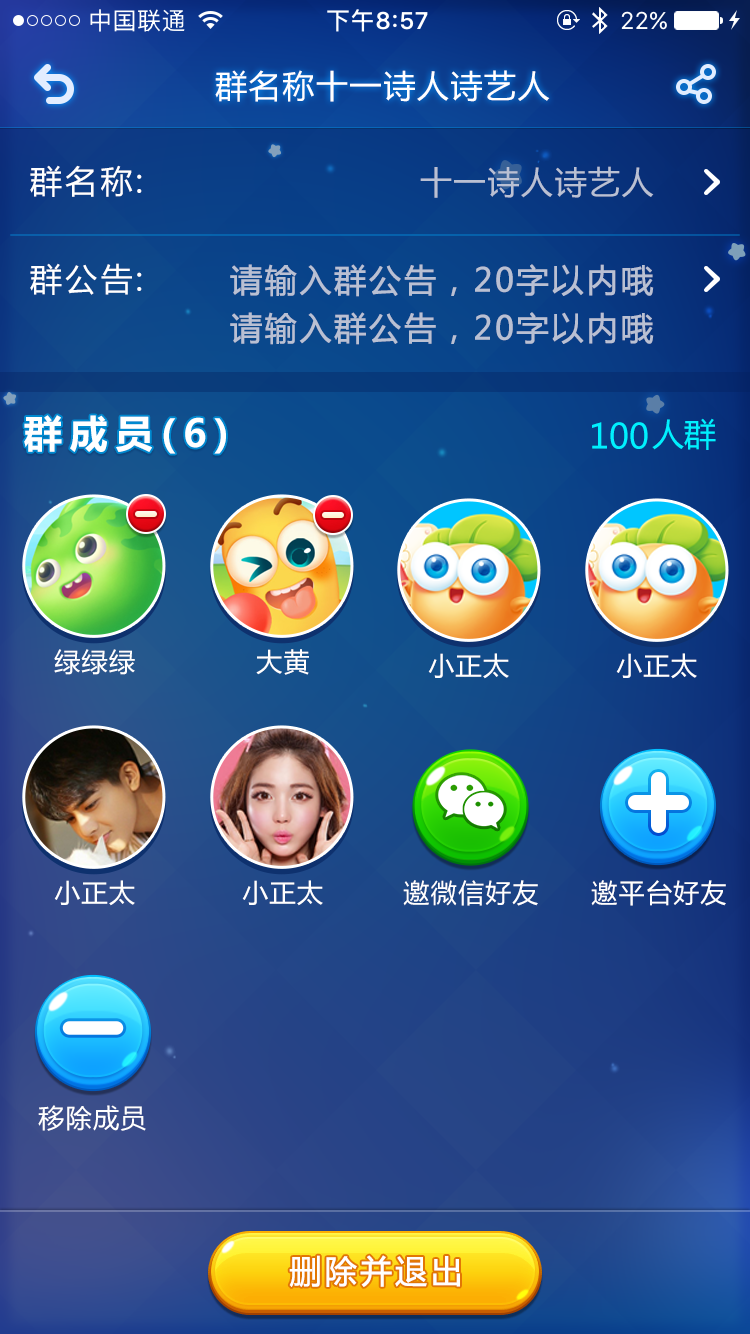 中国联通 下午8:57 22%
群名称十一诗人诗艺人
群名称: 十一诗人诗艺人
群公告: 请输入群公告，20字以内哦
请输入群公告，20字以内哦
群成员(6) 100人群
绿绿绿 大黄 小正太 小正太
小正太 小正太 邀微信好友 邀平台好友
移除成员
删除并退出